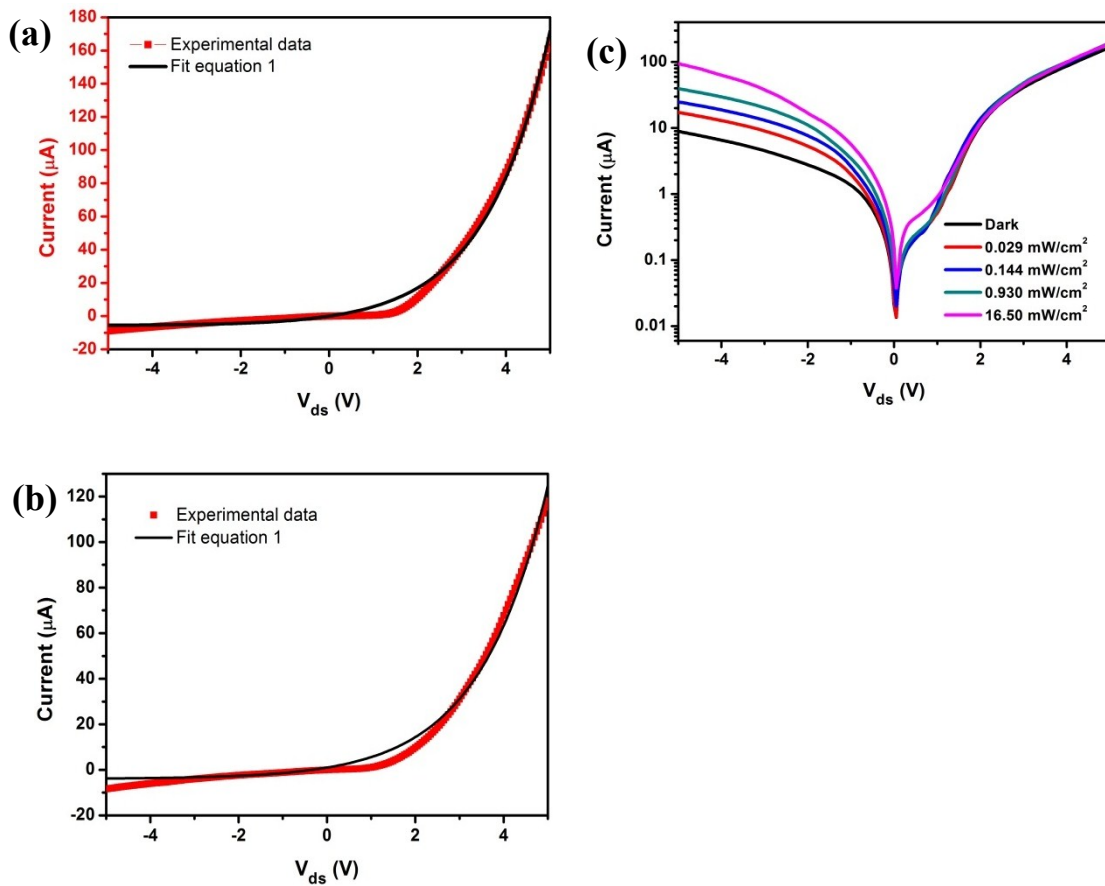 (a)
180
160
140
120
100
80
60
40
20
0
-20
Current (μA)
Experimental data
Fit equation 1
-4
-2
0
2
4
V_ds (V)
(c)
100
10
1
0.1
0.01
Current (μA)
Dark
0.029 mW/cm²
0.144 mW/cm²
0.930 mW/cm²
16.50 mW/cm²
-4
-2
0
2
4
V_ds (V)
(b)
120
100
80
60
40
20
0
-20
Current (μA)
Experimental data
Fit equation 1
-4
-2
0
2
4
V_ds (V)